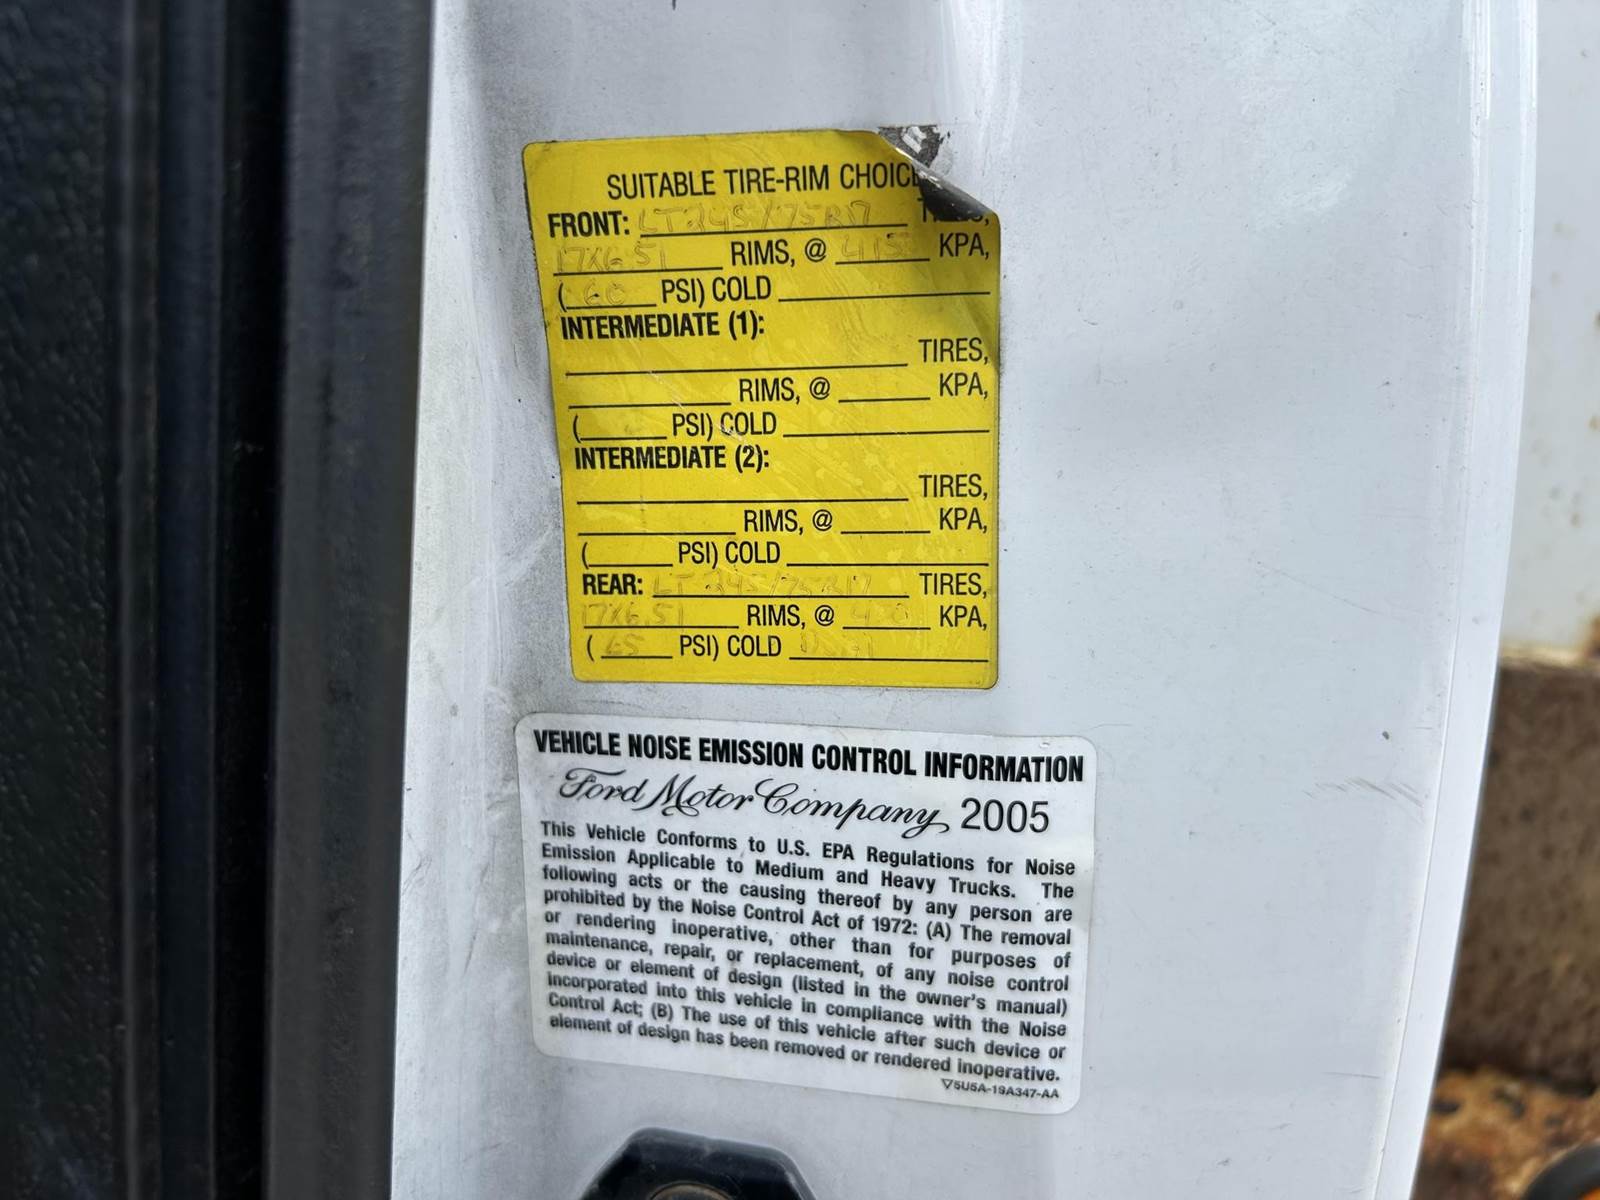 SUITABLE TIRE-RIM CHOICE
FRONT: LT245/75R17
17X6.5J RIMS, @ 415 KPA,
( 60 PSI) COLD
INTERMEDIATE (1):
TIRES,
RIMS, @ KPA,
( PSI) COLD
INTERMEDIATE (2):
TIRES,
RIMS, @ KPA,
( PSI) COLD
REAR: LT245/75R17 TIRES,
17X6.5J RIMS, @ KPA,
( 65 PSI) COLD
VEHICLE NOISE EMISSION CONTROL INFORMATION
Ford Motor Company, 2005
This Vehicle Conforms to U.S. EPA Regulations for Noise
Emission Applicable to Medium and Heavy Trucks. The
following acts or the causing thereof by any person are
prohibited by the Noise Control Act of 1972: (A) The removal
or rendering inoperative, other than for purposes of
maintenance, repair, or replacement, of any noise control
device or element of design (listed in the owner's manual)
incorporated into this vehicle in compliance with the Noise
Control Act; (B) The use of this vehicle after such device or
element of design has been removed or rendered inoperative.
5U5A-19A347-AA